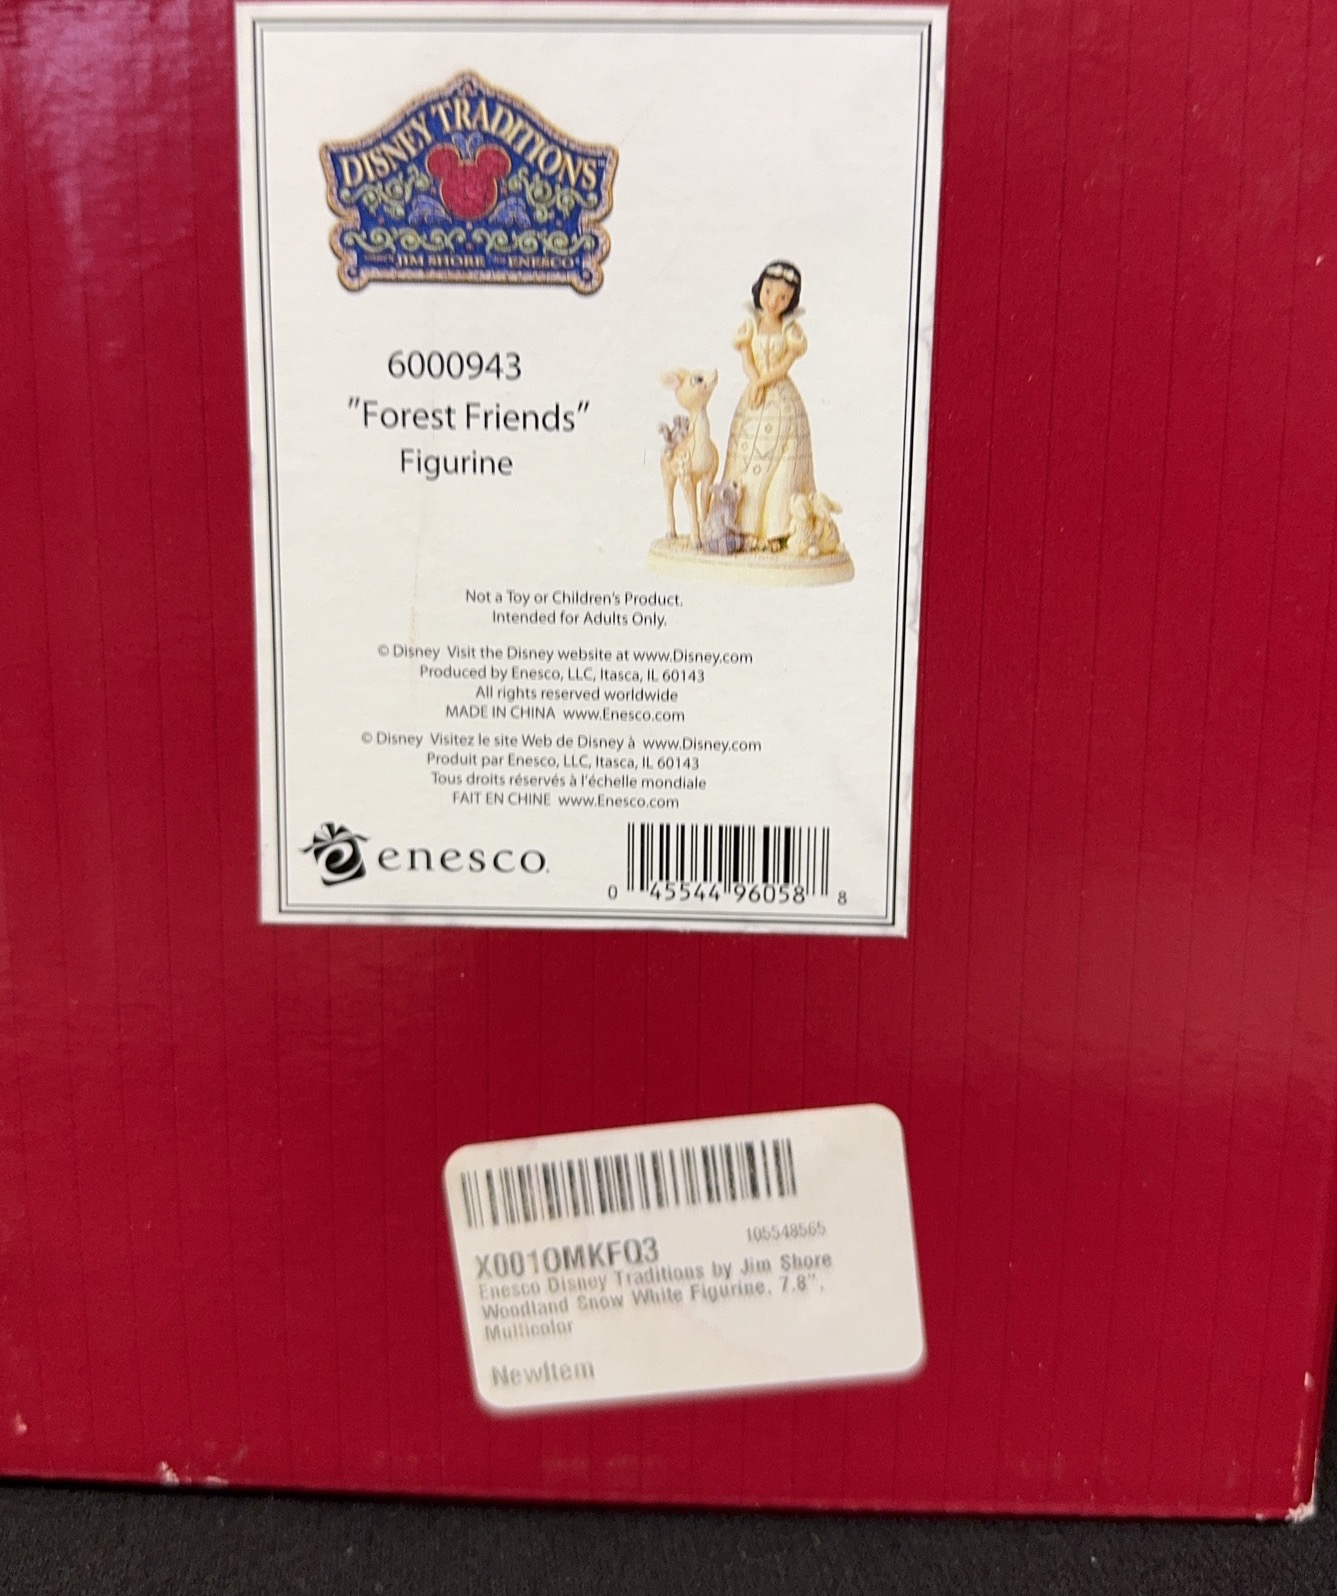 DISNEY TRADITIONS
JIM SHORE ENESCO
6000943
"Forest Friends"
Figurine
Not a Toy or Children's Product.
Intended for Adults Only.
© Disney Visit the Disney website at www.Disney.com
Produced by Enesco, LLC, Itasca, IL 60143
All rights reserved worldwide
MADE IN CHINA www.Enesco.com
© Disney Visitez le site Web de Disney à www.Disney.com
Produit par Enesco, LLC, Itasca, IL 60143
Tous droits réservés à l'échelle mondiale
FAIT EN CHINE www.Enesco.com
enesco.
0 45544 96058 8
105548565
X001OMKFQ3
Enesco Disney Traditions by Jim Shore
Woodland Snow White Figurine, 7.8",
Multicolor
NewItem